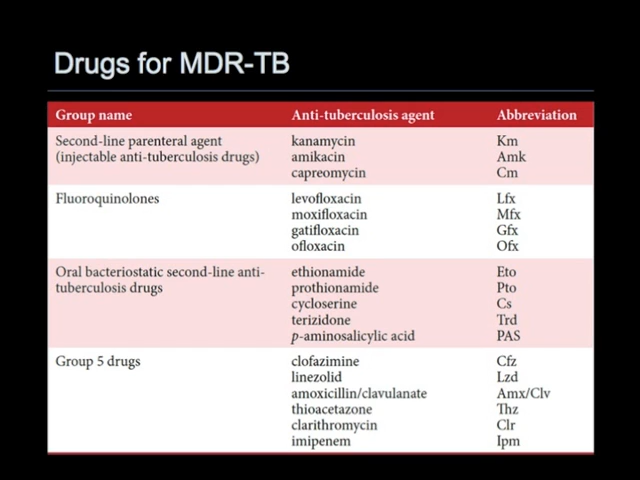 Drugs for MDR-TB
Group name Anti-tuberculosis agent Abbreviation
Second-line parenteral agent kanamycin Km
(injectable anti-tuberculosis drugs) amikacin Amk
capreomycin Cm
Fluoroquinolones levofloxacin Lfx
moxifloxacin Mfx
gatifloxacin Gfx
ofloxacin Ofx
Oral bacteriostatic second-line anti- ethionamide Eto
tuberculosis drugs prothionamide Pto
cycloserine Cs
terizidone Trd
p-aminosalicylic acid PAS
Group 5 drugs clofazimine Cfz
linezolid Lzd
amoxicillin/clavulanate Amx/Clv
thioacetazone Thz
clarithromycin Clr
imipenem Ipm